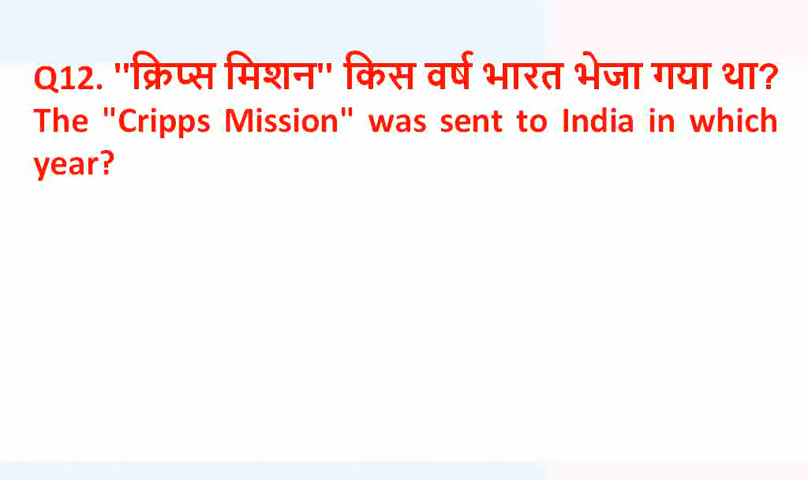 Q12. "क्रिप्स मिशन" किस वर्ष भारत भेजा गया था?
The "Cripps Mission" was sent to India in which
year?